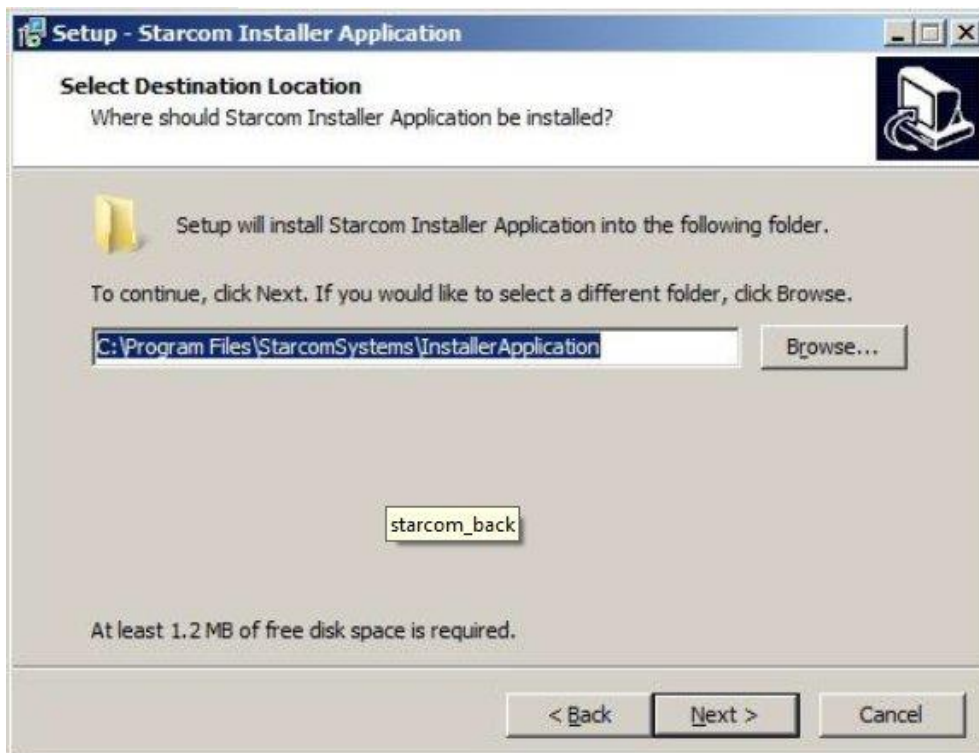 Setup - Starcom Installer Application
Select Destination Location
Where should Starcom Installer Application be installed?
Setup will install Starcom Installer Application into the following folder.
To continue, click Next. If you would like to select a different folder, click Browse.
C:\Program Files\StarcomSystems\InstallerApplication
Browse...
starcom_back
At least 1.2 MB of free disk space is required.
< Back
Next >
Cancel